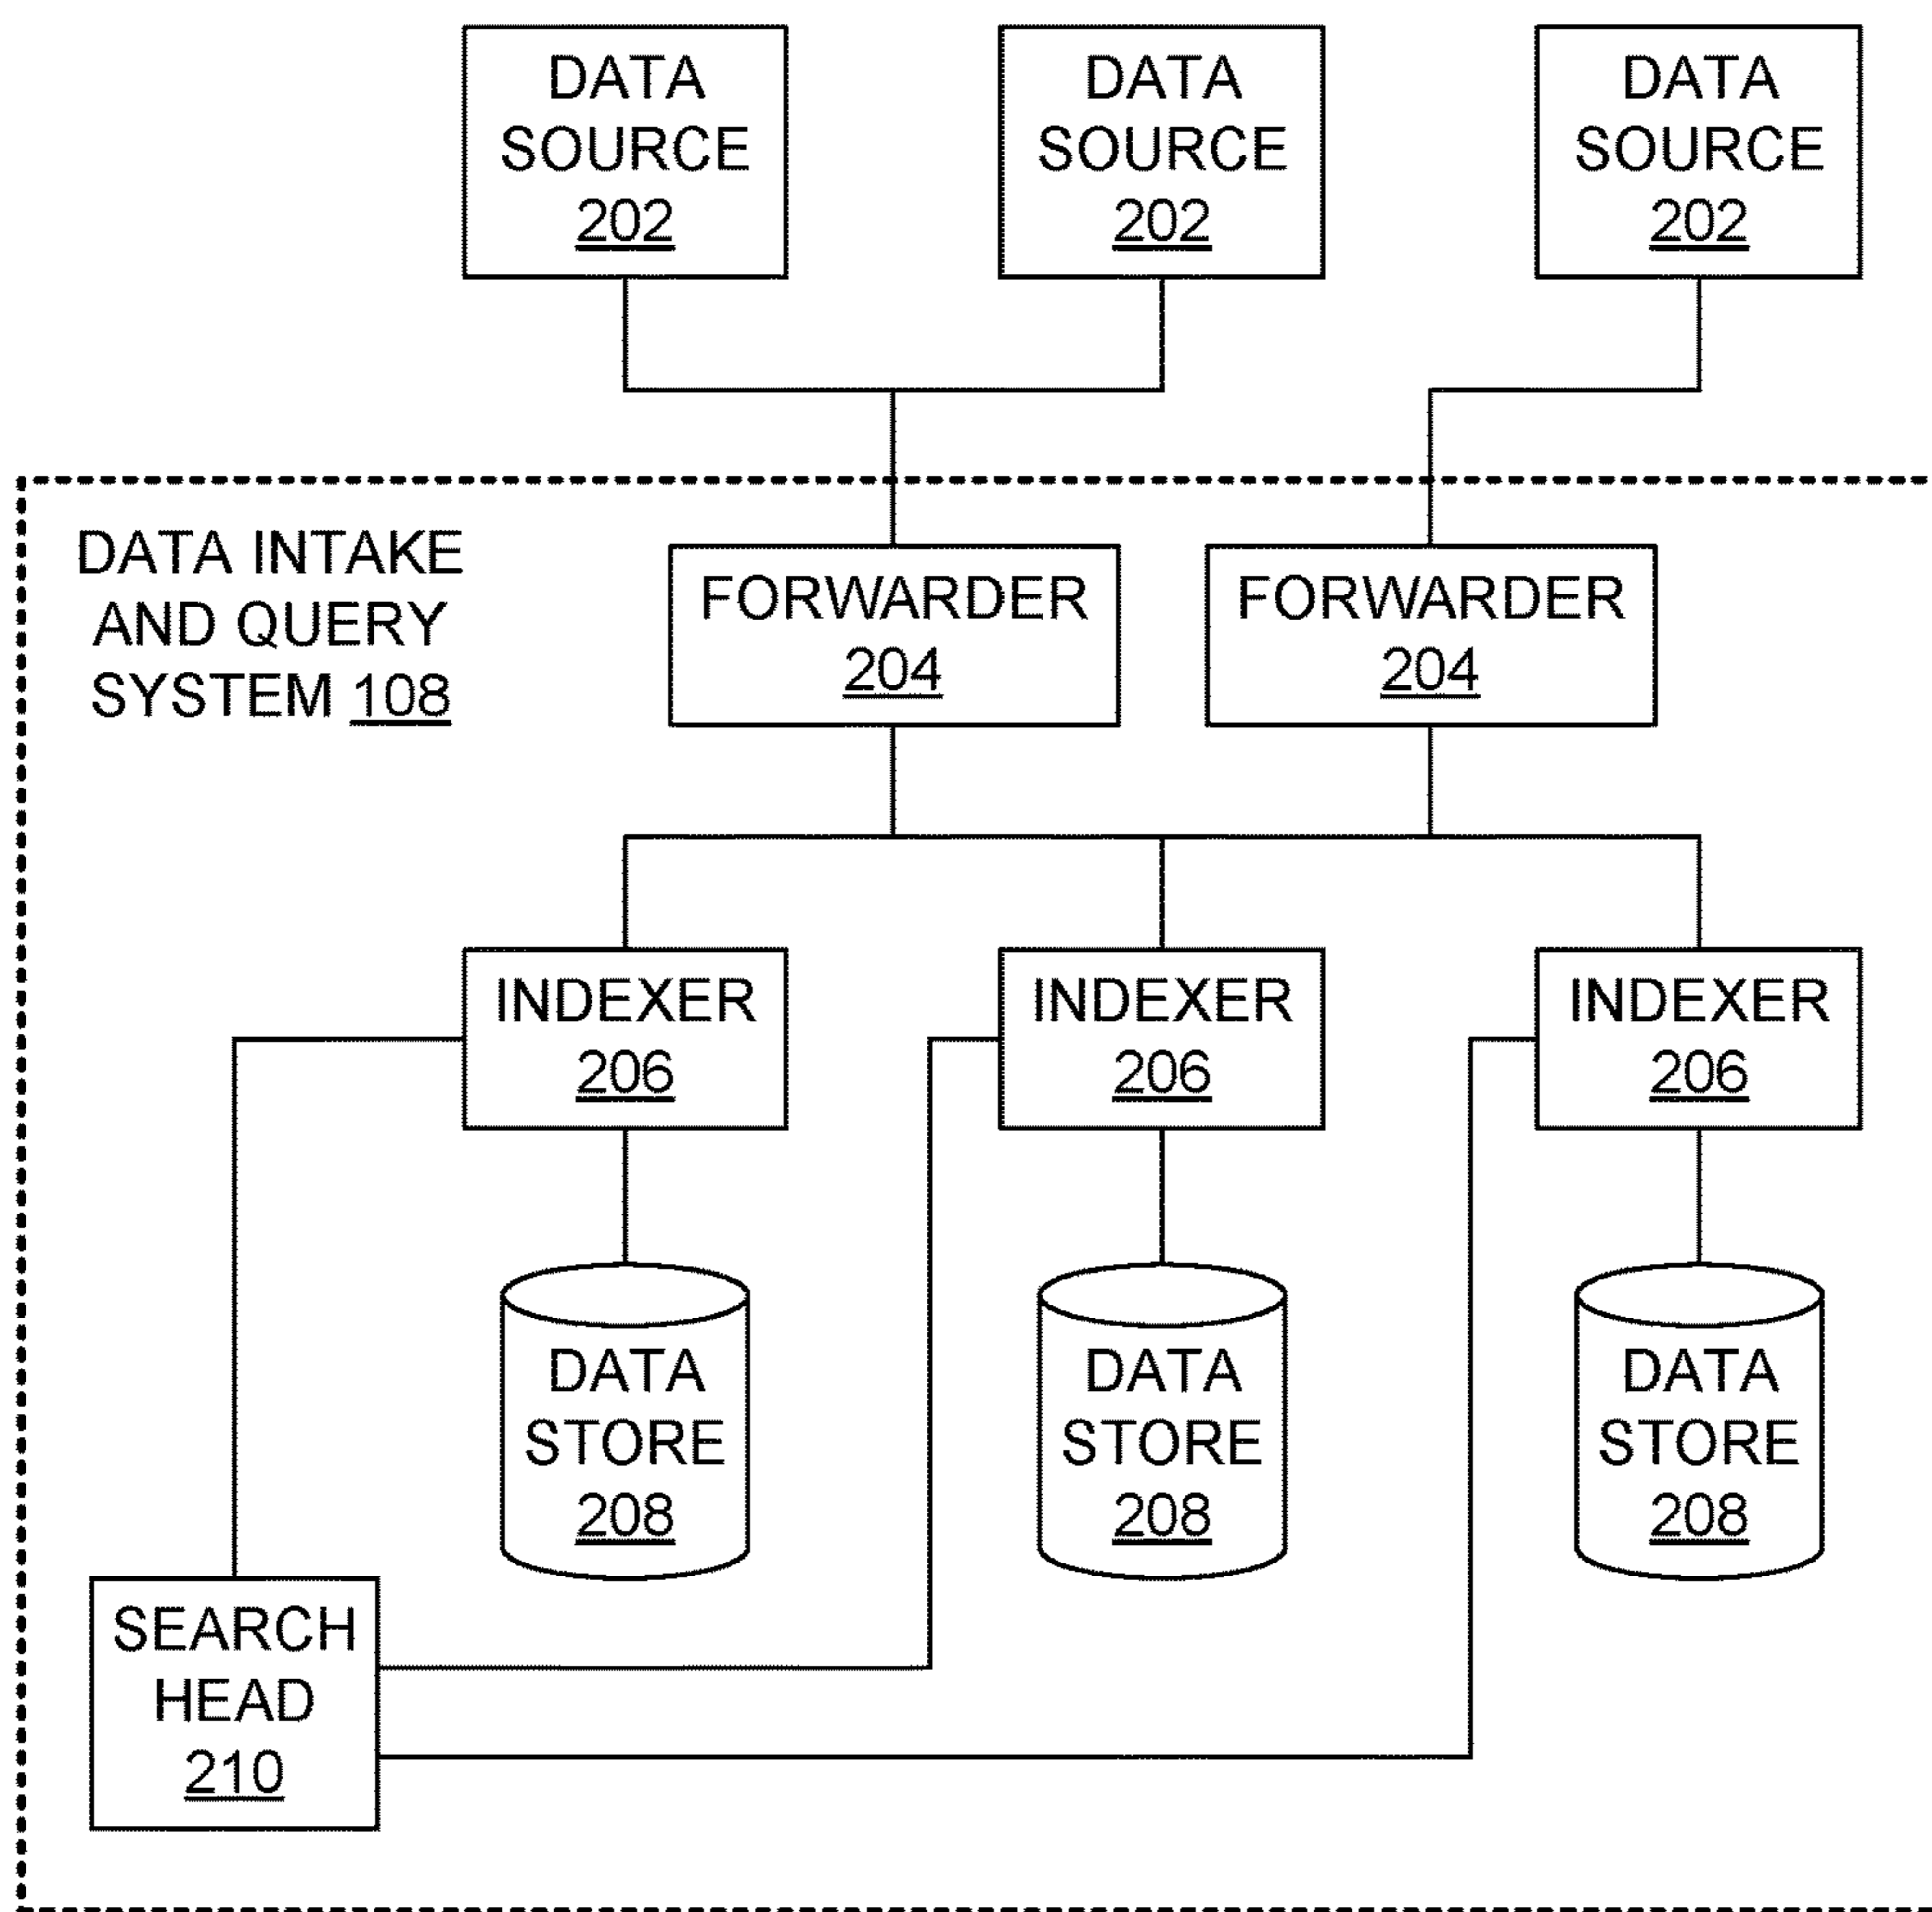 DATA
SOURCE
202
DATA
SOURCE
202
DATA
SOURCE
202
DATA INTAKE
AND QUERY
SYSTEM 108
FORWARDER
204
FORWARDER
204
INDEXER
206
INDEXER
206
INDEXER
206
DATA
STORE
208
DATA
STORE
208
DATA
STORE
208
SEARCH
HEAD
210